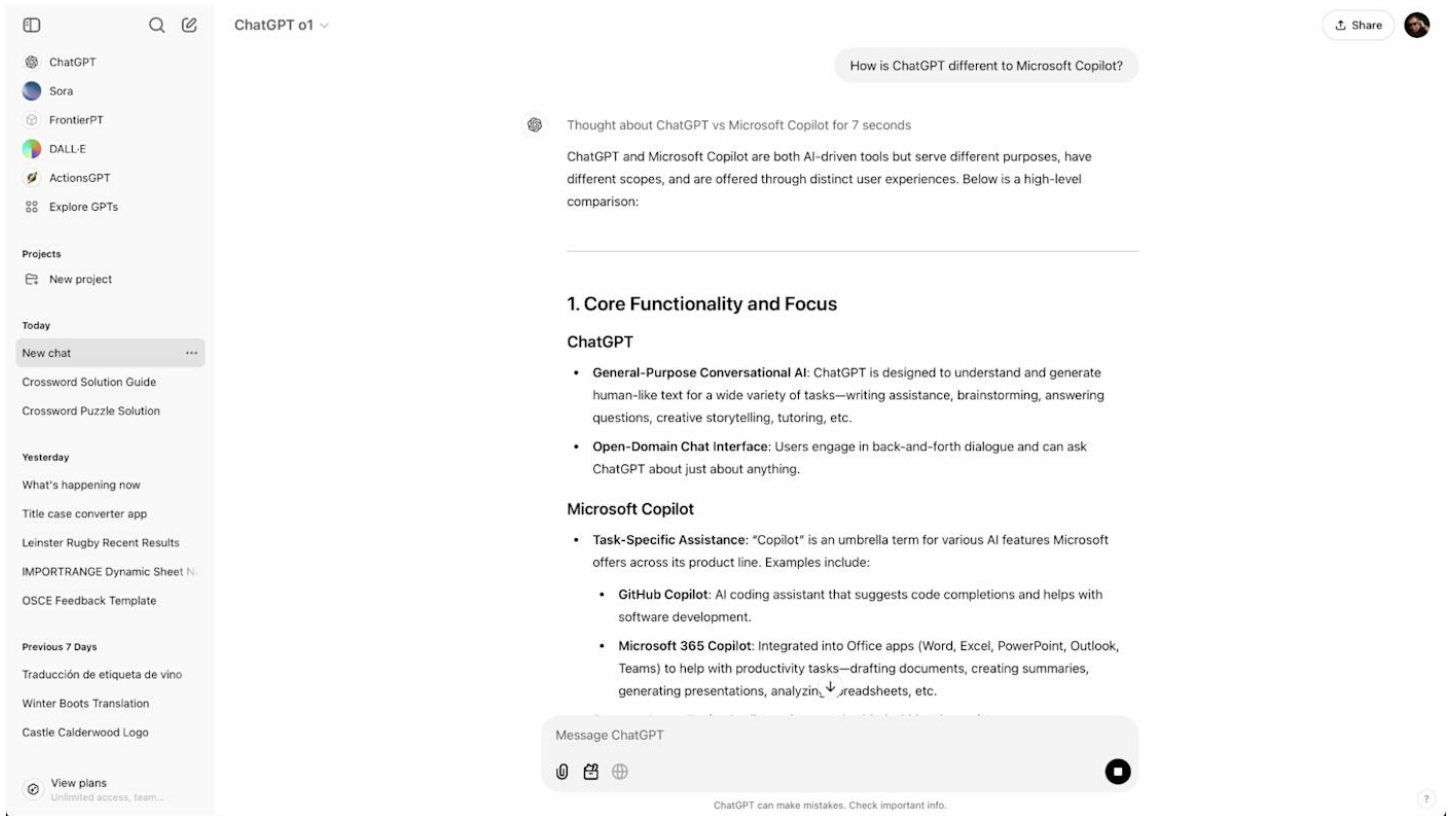 ChatGPT
Sora
FrontierPT
DALL·E
ActionsGPT
Explore GPTs
Projects
New project
Today
New chat
Crossword Solution Guide
Crossword Puzzle Solution
Yesterday
What's happening now
Title case converter app
Leinster Rugby Recent Results
IMPORTRANGE Dynamic Sheet
OSCE Feedback Template
Previous 7 Days
Traducción de etiqueta de vino
Winter Boots Translation
Castle Calderwood Logo
View plans
Unlimited access, team...
ChatGPT o1
Share
How is ChatGPT different to Microsoft Copilot?
Thought about ChatGPT vs Microsoft Copilot for 7 seconds
ChatGPT and Microsoft Copilot are both AI-driven tools but serve different purposes, have
different scopes, and are offered through distinct user experiences. Below is a high-level
comparison:
1. Core Functionality and Focus
ChatGPT
• General-Purpose Conversational AI: ChatGPT is designed to understand and generate
human-like text for a wide variety of tasks—writing assistance, brainstorming, answering
questions, creative storytelling, tutoring, etc.
• Open-Domain Chat Interface: Users engage in back-and-forth dialogue and can ask
ChatGPT about just about anything.
Microsoft Copilot
• Task-Specific Assistance: “Copilot” is an umbrella term for various AI features Microsoft
offers across its product line. Examples include:
• GitHub Copilot: AI coding assistant that suggests code completions and helps with
software development.
• Microsoft 365 Copilot: Integrated into Office apps (Word, Excel, PowerPoint, Outlook,
Teams) to help with productivity tasks—drafting documents, creating summaries,
generating presentations, analyzing spreadsheets, etc.
Message ChatGPT
ChatGPT can make mistakes. Check important info.
?